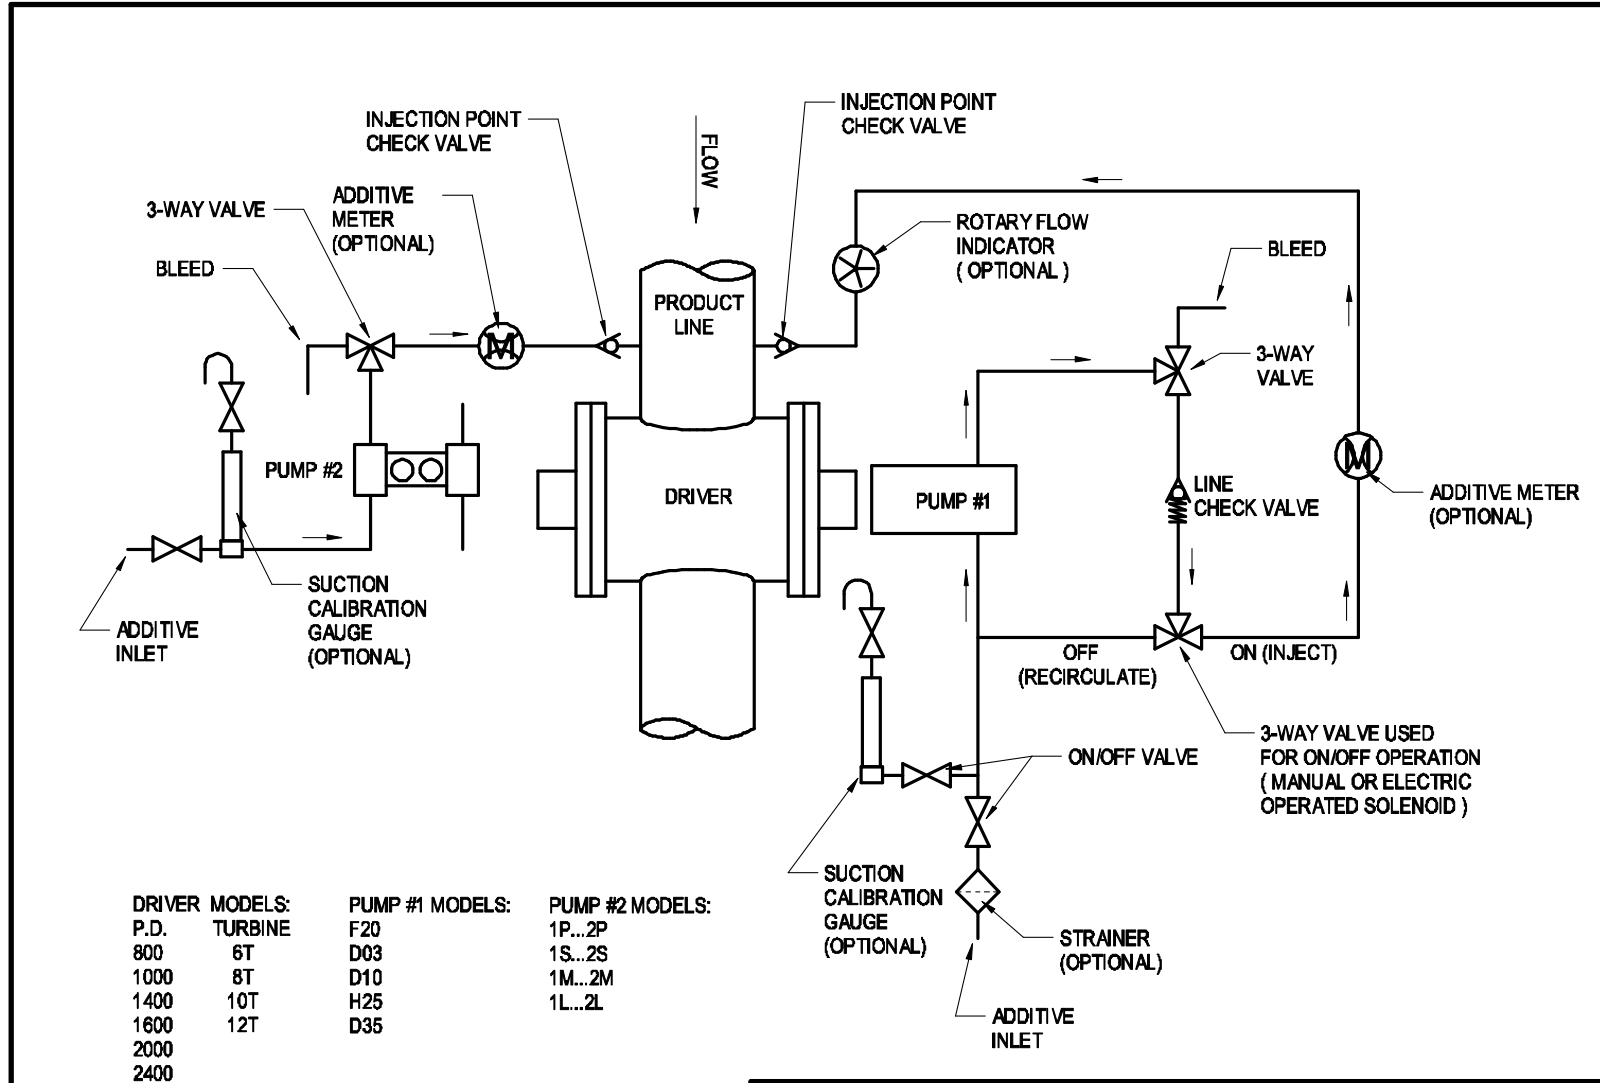 INJECTION POINT
CHECK VALVE
INJECTION POINT
CHECK VALVE
FLOW
3-WAY VALVE
ADDITIVE
METER
(OPTIONAL)
BLEED
ROTARY FLOW
INDICATOR
( OPTIONAL )
BLEED
PRODUCT
LINE
M
3-WAY
VALVE
PUMP #2
DRIVER
PUMP #1
LINE
CHECK VALVE
M
ADDITIVE METER
(OPTIONAL)
SUCTION
CALIBRATION
GAUGE
(OPTIONAL)
ADDITIVE
INLET
OFF
(RECIRCULATE)
ON (INJECT)
3-WAY VALVE USED
FOR ON/OFF OPERATION
( MANUAL OR ELECTRIC
OPERATED SOLENOID )
ON/OFF VALVE
SUCTION
CALIBRATION
GAUGE
(OPTIONAL)
STRAINER
(OPTIONAL)
ADDITIVE
INLET
DRIVER MODELS:
P.D. TURBINE
800 6T
1000 8T
1400 10T
1600 12T
2000
2400
PUMP #1 MODELS:
F20
D03
D10
H25
D35
PUMP #2 MODELS:
1P...2P
1S...2S
1M...2M
1L...2L